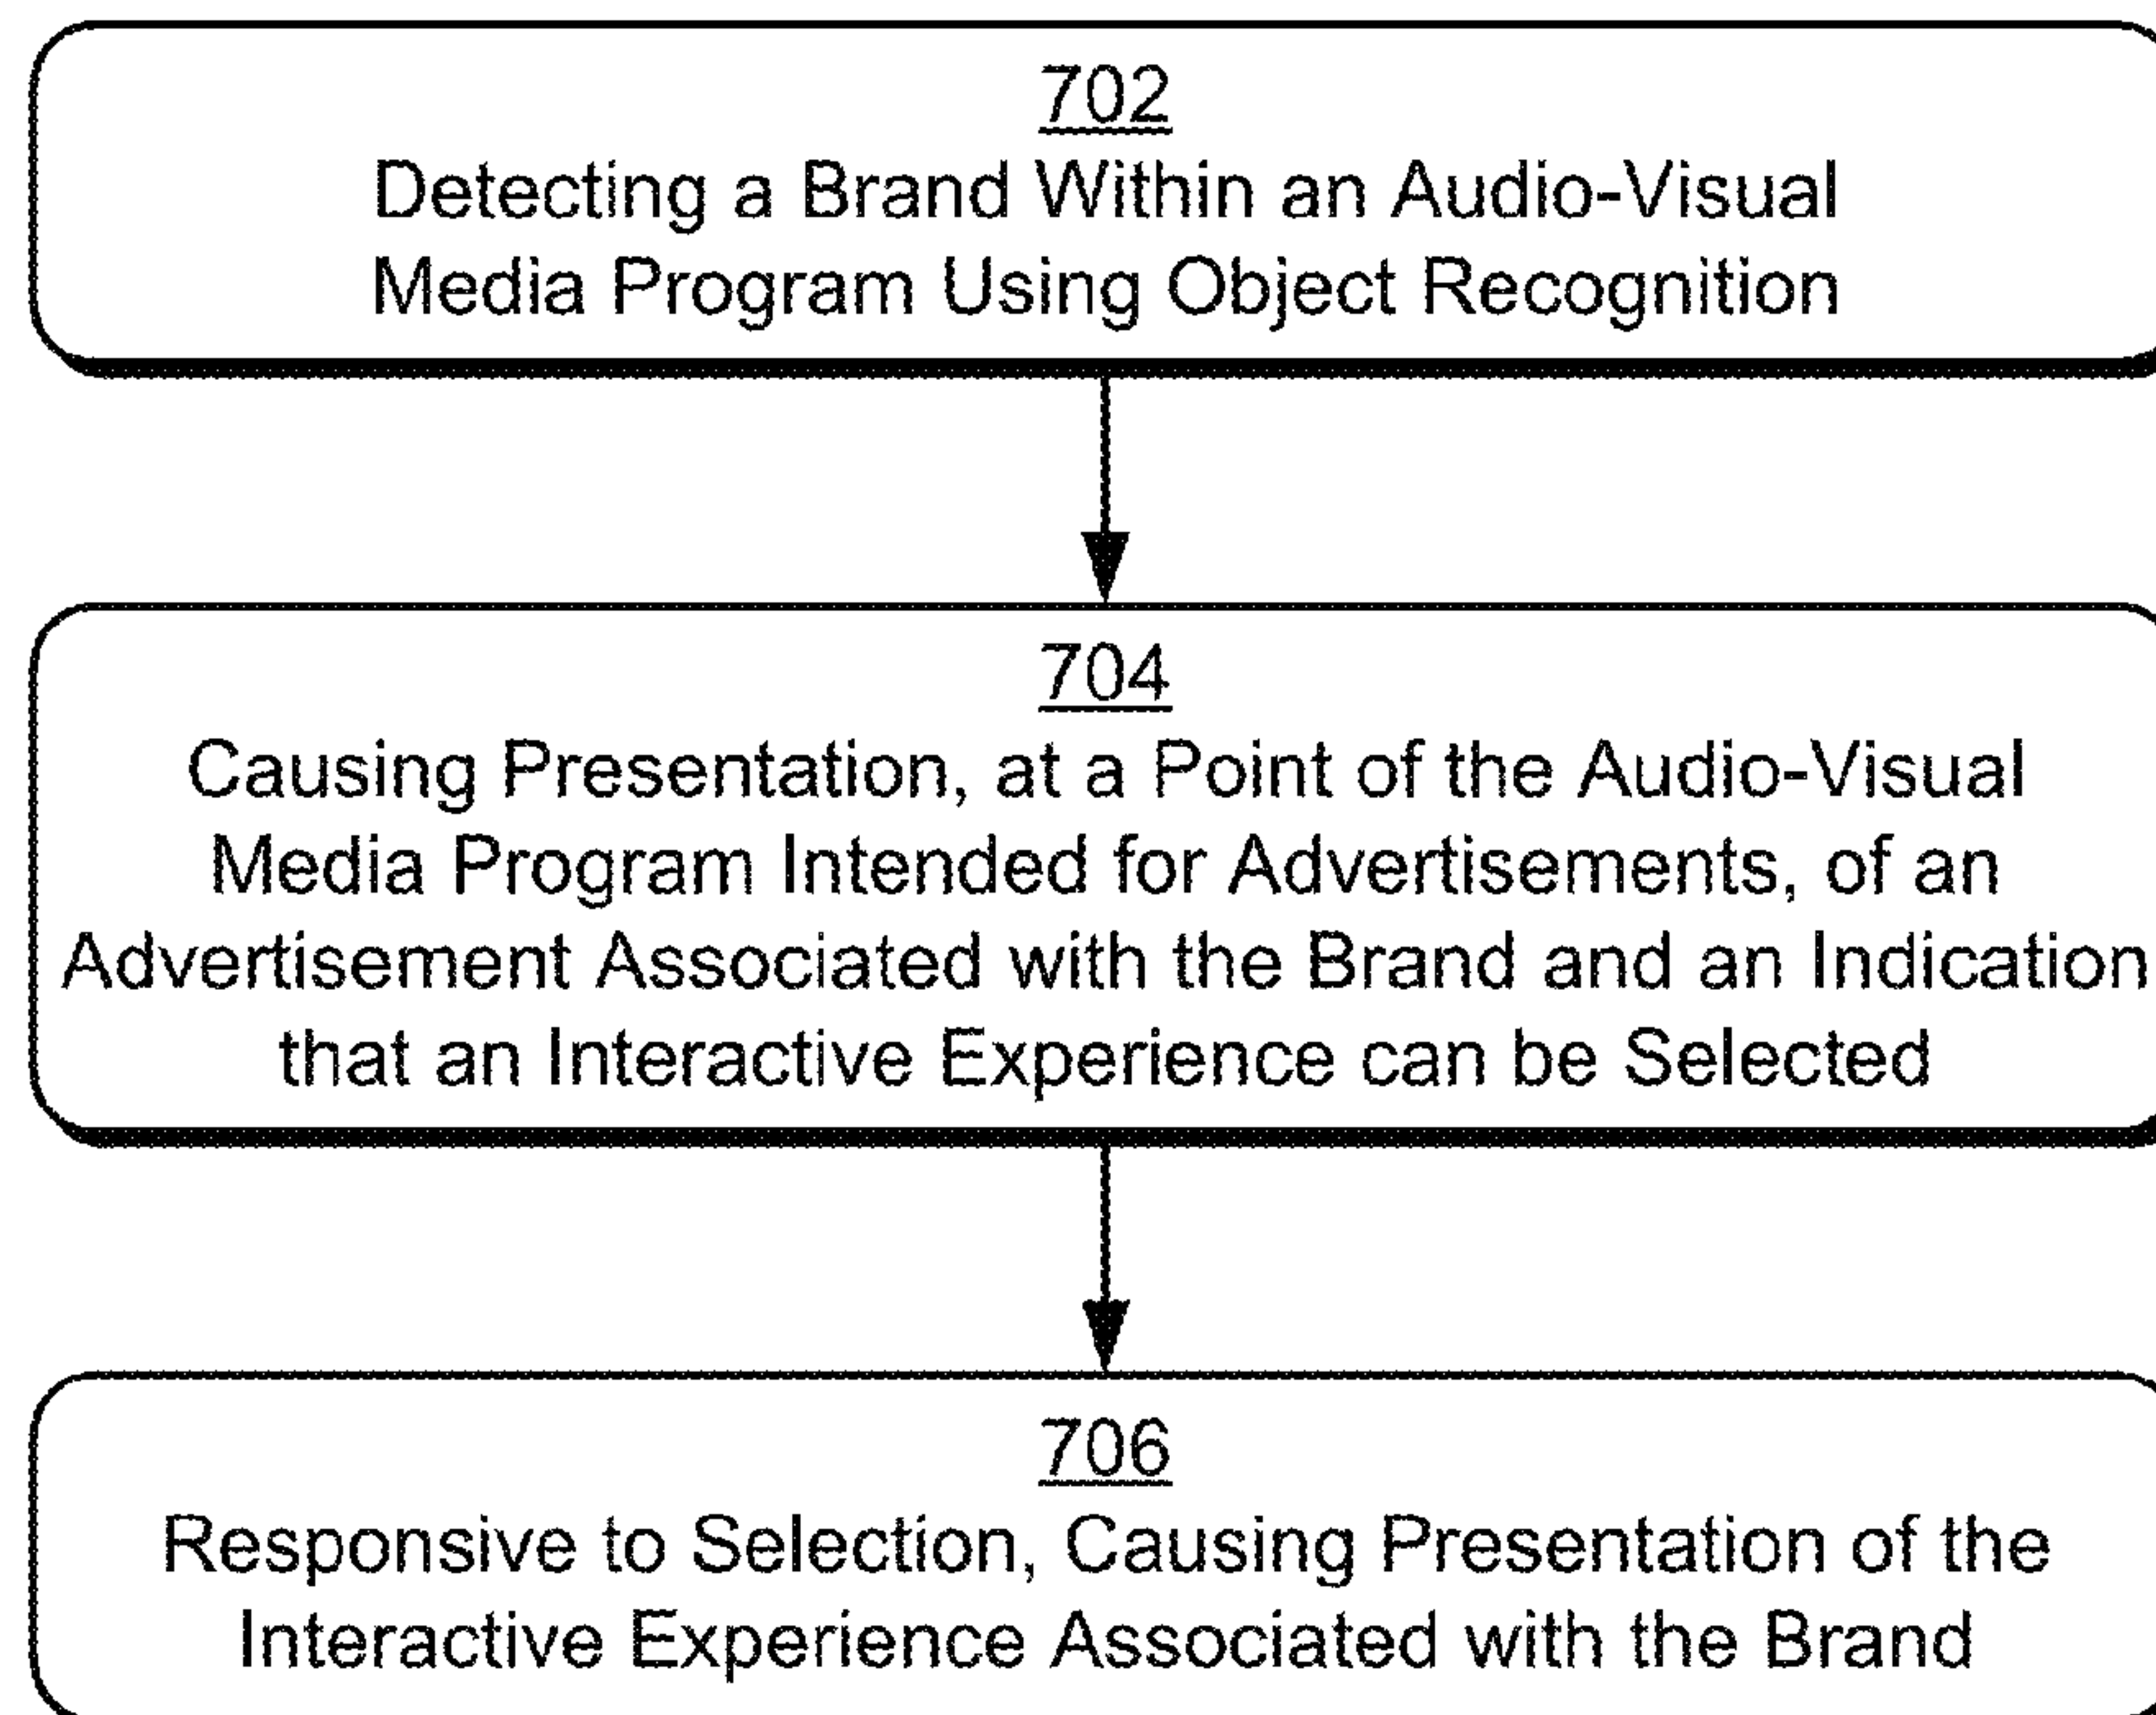 702
Detecting a Brand Within an Audio-Visual
Media Program Using Object Recognition
704
Causing Presentation, at a Point of the Audio-Visual
Media Program Intended for Advertisements, of an
Advertisement Associated with the Brand and an Indication
that an Interactive Experience can be Selected
706
Responsive to Selection, Causing Presentation of the
Interactive Experience Associated with the Brand